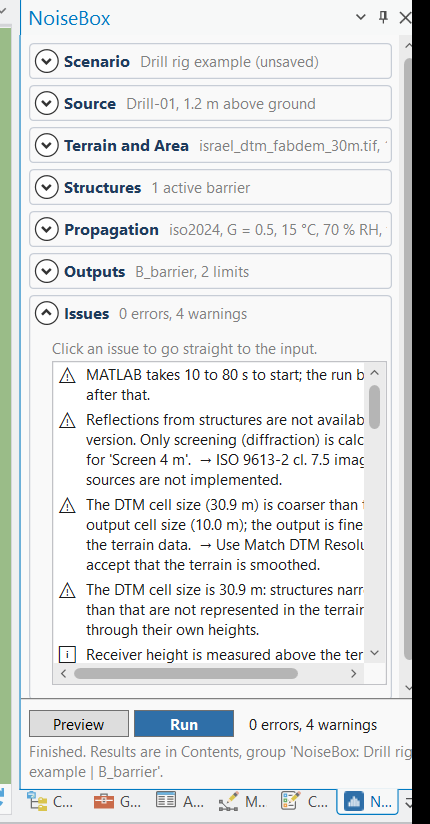 NoiseBox
Scenario Drill rig example (unsaved)
Source Drill-01, 1.2 m above ground
Terrain and Area israel_dtm_fabdem_30m.tif,
Structures 1 active barrier
Propagation iso2024, G = 0.5, 15 °C, 70 % RH,
Outputs B_barrier, 2 limits
Issues 0 errors, 4 warnings
Click an issue to go straight to the input.
MATLAB takes 10 to 80 s to start; the run b
after that.
Reflections from structures are not availab
version. Only screening (diffraction) is calc
for 'Screen 4 m'. → ISO 9613-2 cl. 7.5 imag
sources are not implemented.
The DTM cell size (30.9 m) is coarser than
output cell size (10.0 m); the output is fine
the terrain data. → Use Match DTM Resolu
accept that the terrain is smoothed.
The DTM cell size is 30.9 m: structures narr
than that are not represented in the terrain
through their own heights.
Receiver height is measured above the ter
Preview Run 0 errors, 4 warnings
Finished. Results are in Contents, group 'NoiseBox: Drill rig
example | B_barrier'.
C... G... A... M... C... N...